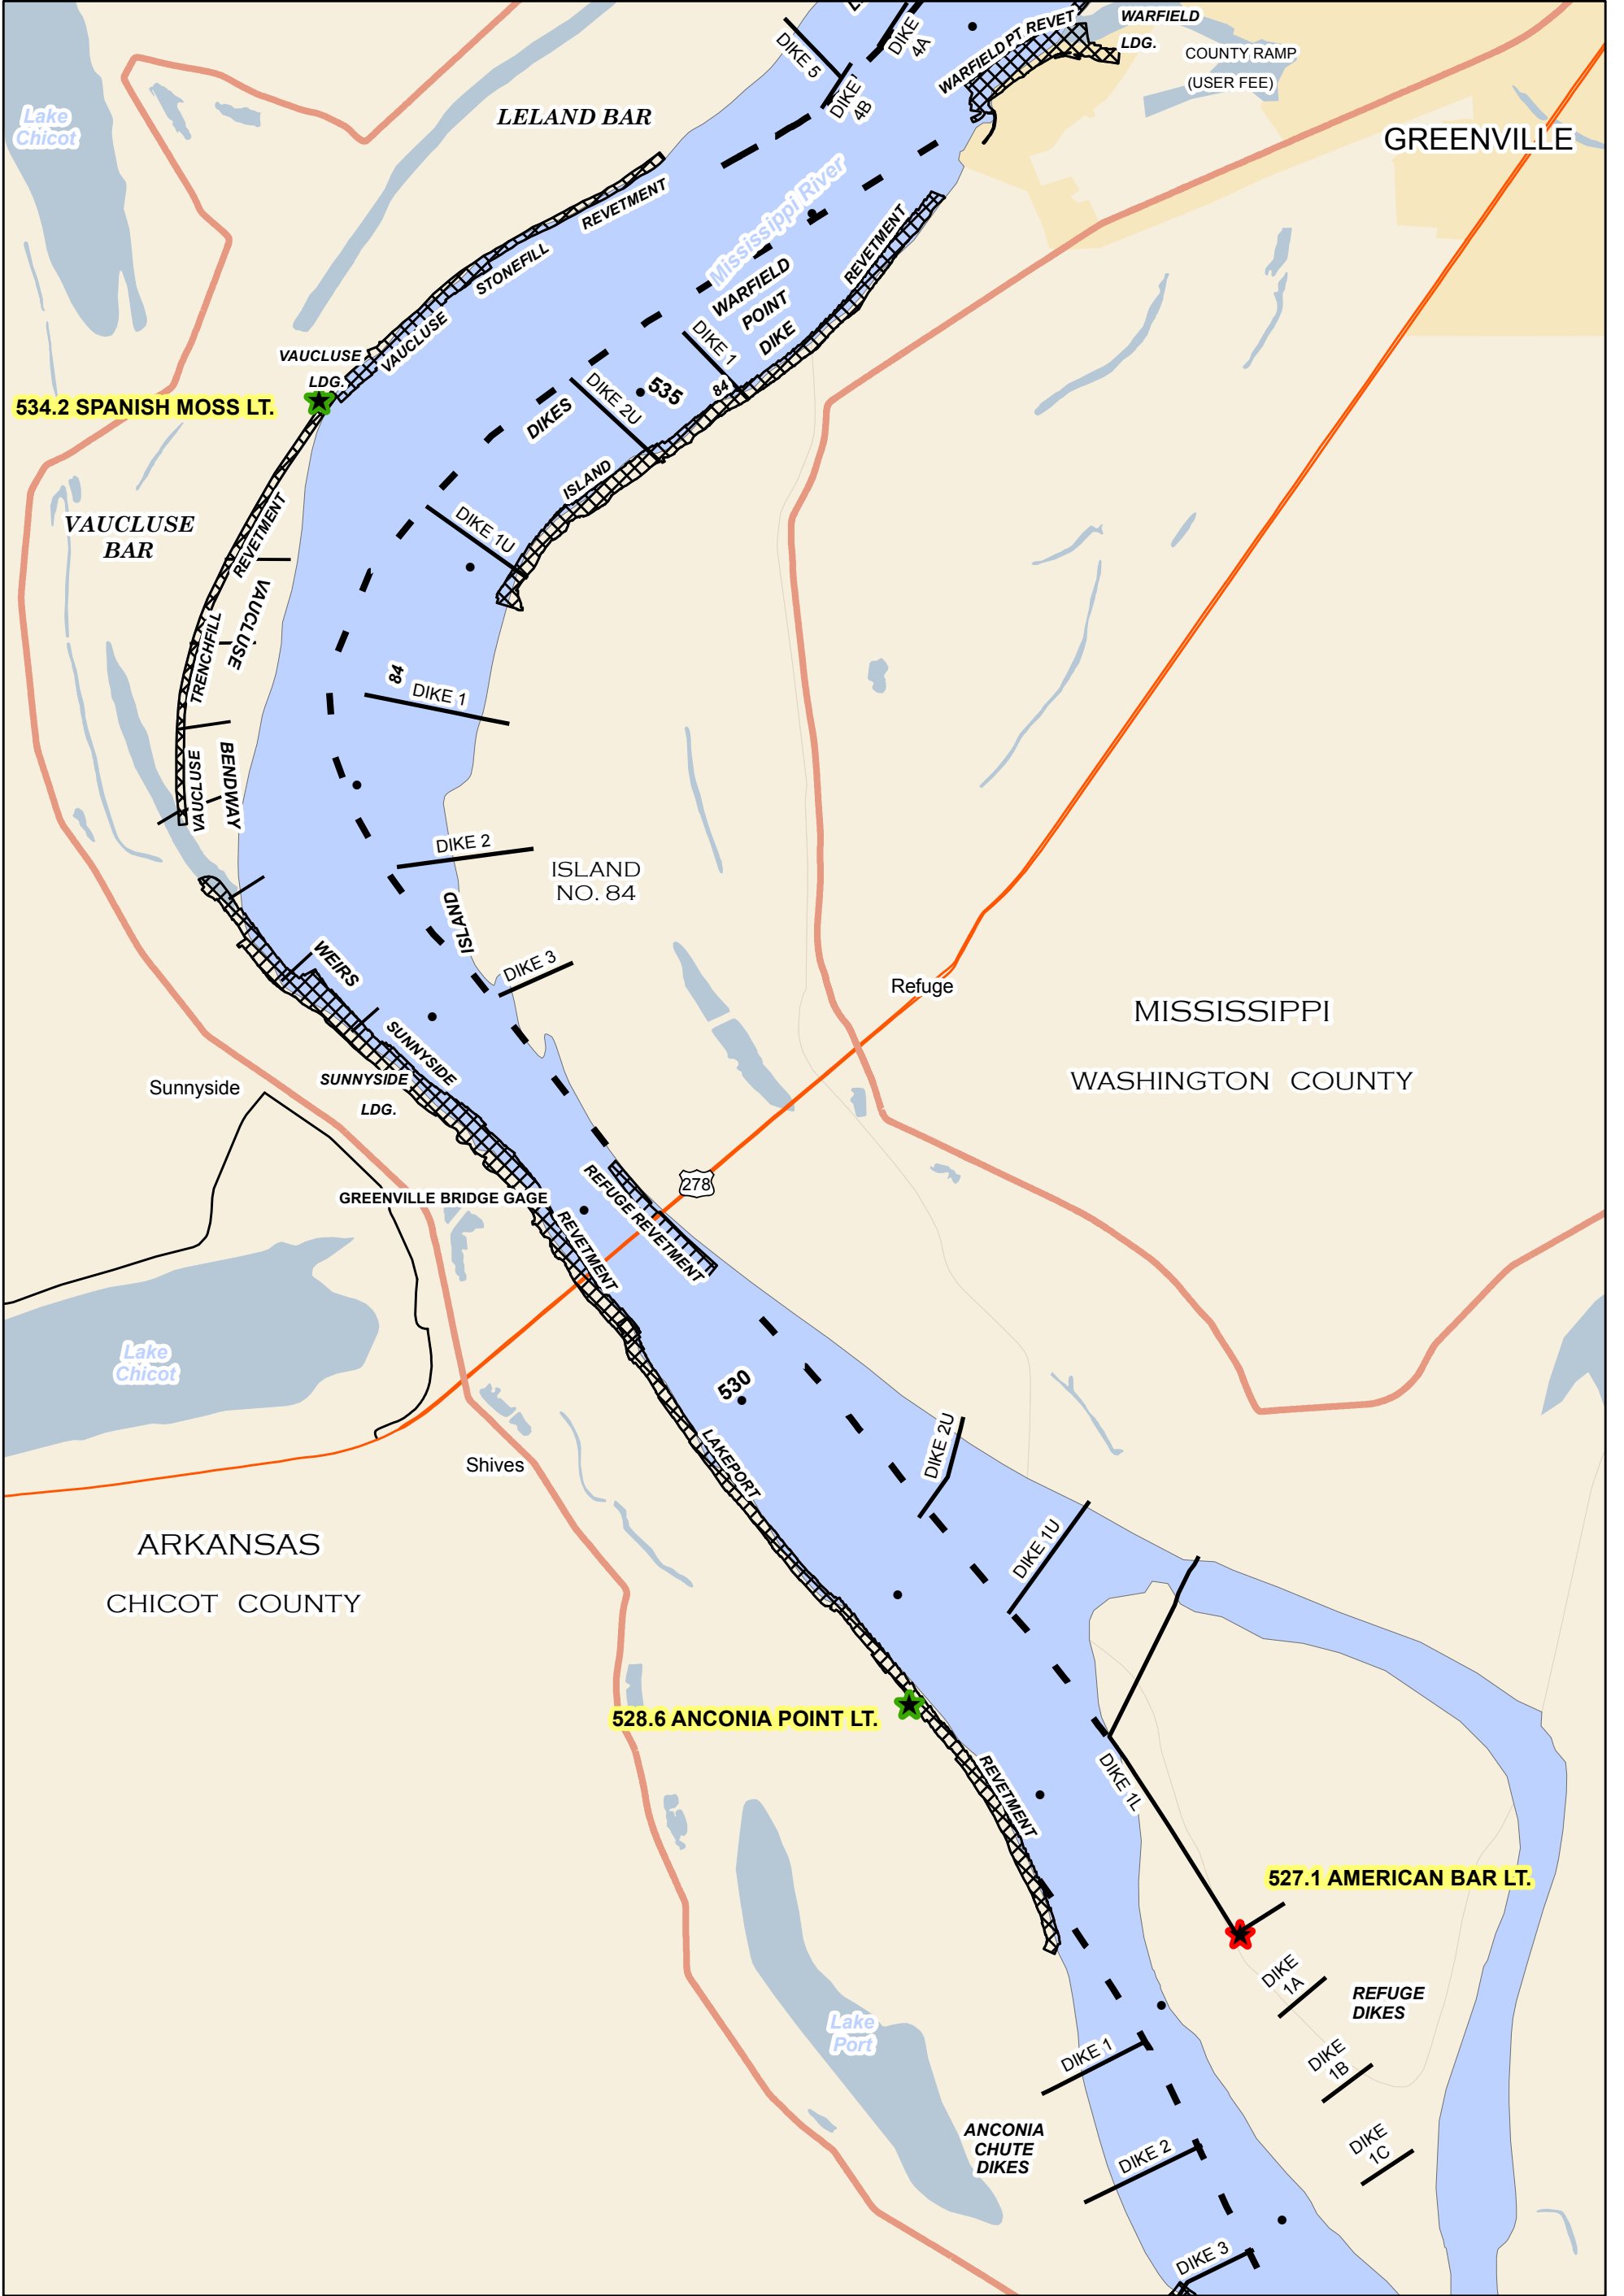 WARFIELD
LDG.
COUNTY RAMP
(USER FEE)
WARFIELD PT REVET
DIKE
4A
DIKE 5
DIKE
4B
Lake
Chicot
LELAND BAR
GREENVILLE
Mississippi River
VAUCLUSE
STONEFILL
REVETMENT
WARFIELD
POINT
DIKE
REVETMENT
DIKE 1
84
VAUCLUSE
LDG.
534.2 SPANISH MOSS LT.
535
DIKE 2U
DIKES
ISLAND
VAUCLUSE
BAR
DIKE 1U
REVETMENT
TRENCHFILL
VAUCLUSE
VAUCLUSE
BENDWAY
WEIRS
84
DIKE 1
DIKE 2
ISLAND
NO. 84
ISLAND
DIKE 3
Refuge
MISSISSIPPI
WASHINGTON COUNTY
SUNNYSIDE
SUNNYSIDE
LDG.
Sunnyside
278
GREENVILLE BRIDGE GAGE
REVETMENT
REFUGE REVETMENT
Lake
Chicot
530
LAKEPORT
Shives
DIKE 2U
DIKE 1U
ARKANSAS
CHICOT COUNTY
528.6 ANCONIA POINT LT.
REVETMENT
DIKE 1L
527.1 AMERICAN BAR LT.
DIKE
1A
REFUGE
DIKES
DIKE
1B
DIKE
1C
Lake
Port
DIKE 1
ANCONIA
CHUTE
DIKES
DIKE 2
DIKE 3